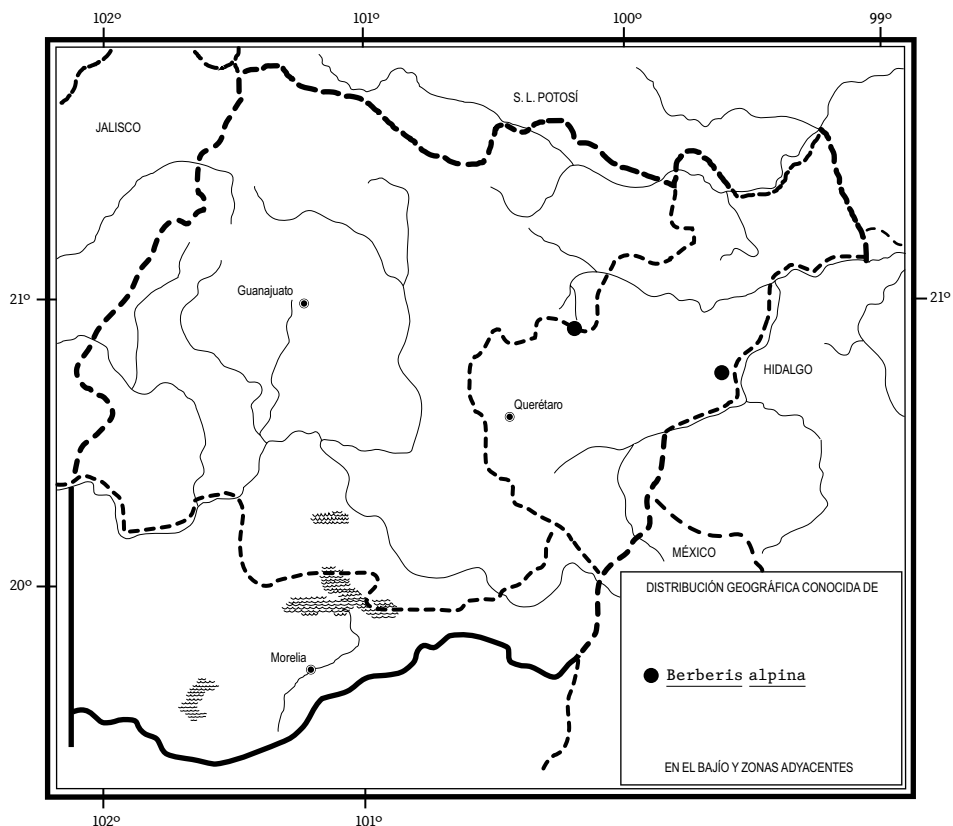 102° 101° 100° 99°
S. L. POTOSÍ
JALISCO
Guanajuato
21° 21°
HIDALGO
Querétaro
MÉXICO
20°
DISTRIBUCIÓN GEOGRÁFICA CONOCIDA DE
Morelia
Berberis alpina
EN EL BAJÍO Y ZONAS ADYACENTES
102° 101°